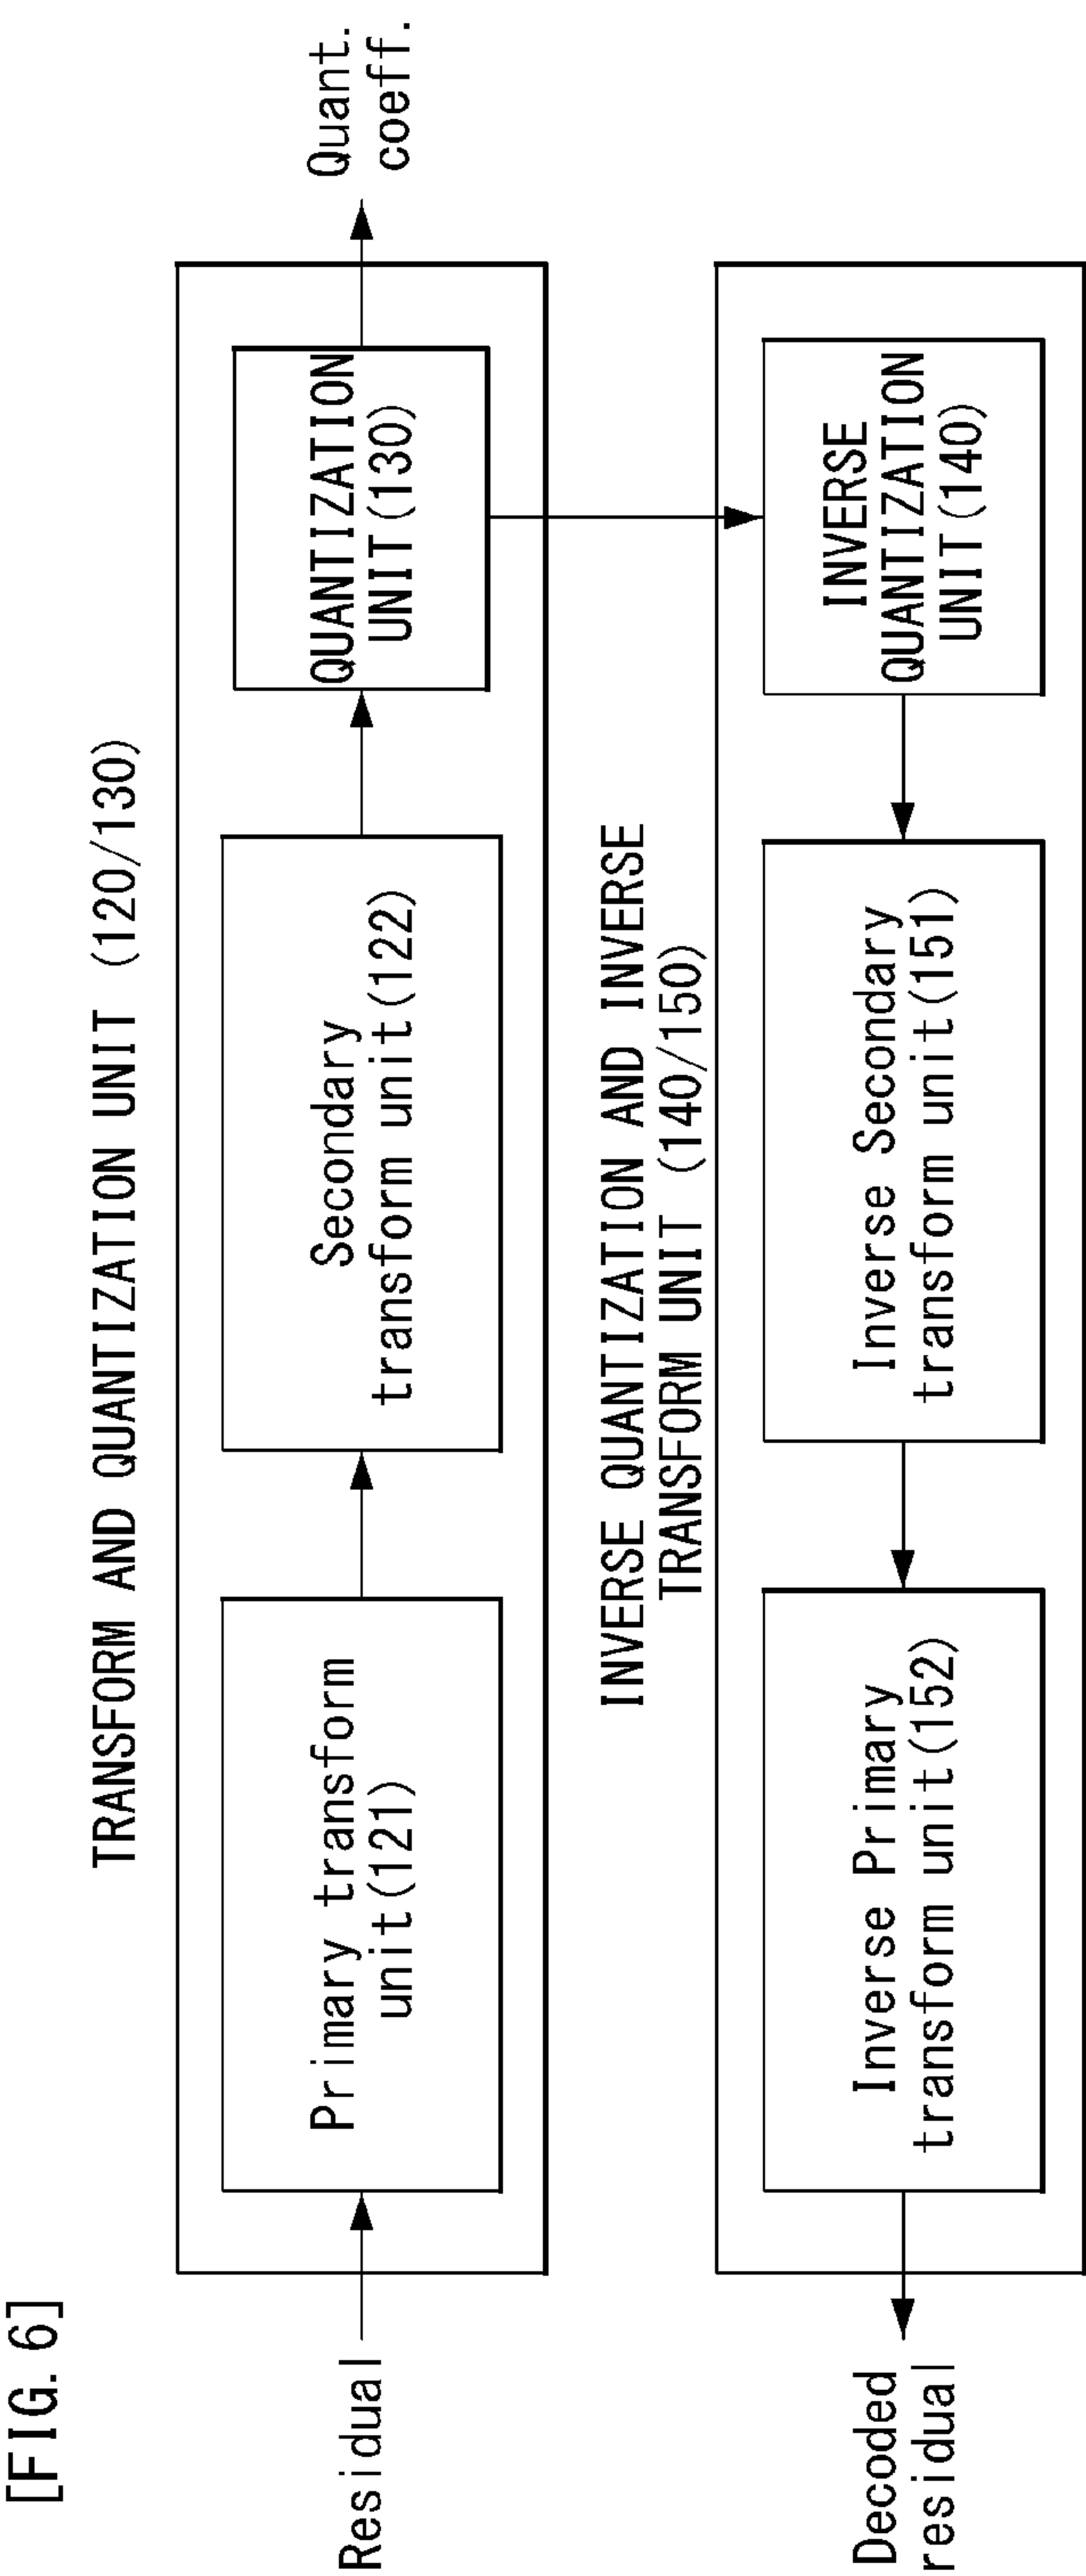 [FIG. 6]
TRANSFORM AND QUANTIZATION UNIT (120/130)
Residual
Primary transform
unit(121)
Secondary
transform unit(122)
QUANTIZATION
UNIT(130)
Quant.
coeff.
INVERSE QUANTIZATION AND INVERSE
TRANSFORM UNIT (140/150)
Decoded
residual
Inverse Primary
transform unit(152)
Inverse Secondary
transform unit(151)
INVERSE
QUANTIZATION
UNIT(140)